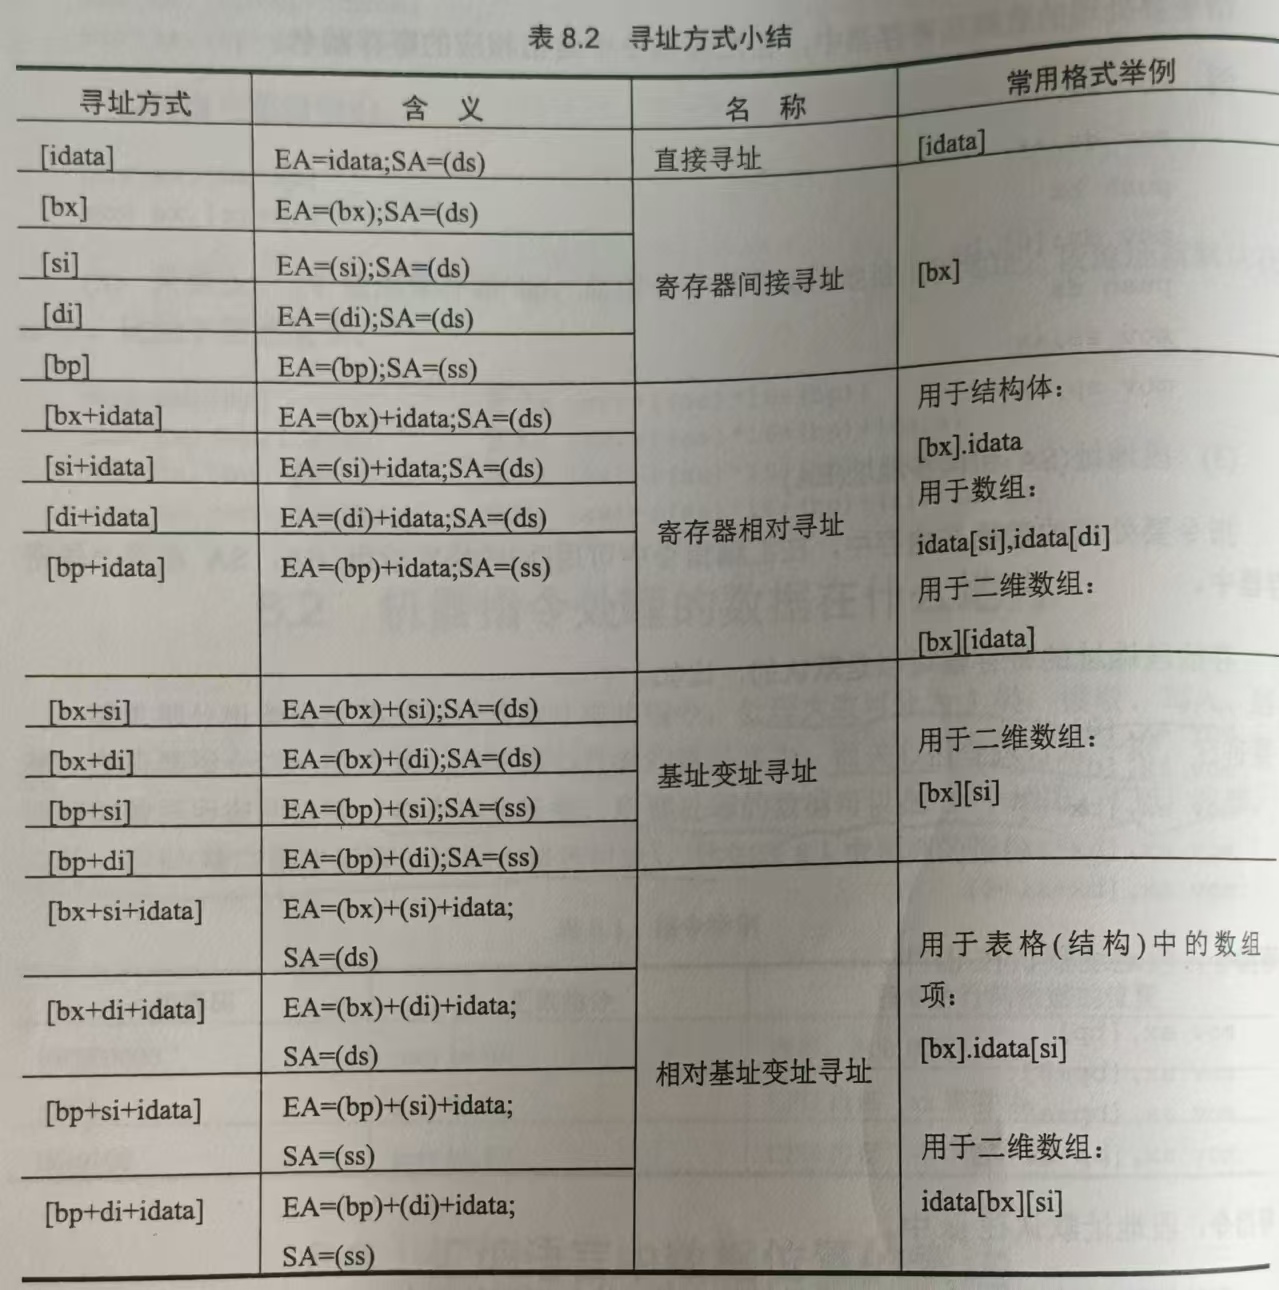 表 8.2 寻址方式小结
寻址方式 含 义 名 称 常用格式举例
[idata] EA=idata;SA=(ds) 直接寻址 [idata]
[bx] EA=(bx);SA=(ds)
[si] EA=(si);SA=(ds)
寄存器间接寻址 [bx]
[di] EA=(di);SA=(ds)
[bp] EA=(bp);SA=(ss)
[bx+idata] EA=(bx)+idata;SA=(ds) 用于结构体：
[bx].idata
[si+idata] EA=(si)+idata;SA=(ds)
用于数组：
[di+idata] EA=(di)+idata;SA=(ds) 寄存器相对寻址 idata[si],idata[di]
[bp+idata] EA=(bp)+idata;SA=(ss)
用于二维数组：
[bx][idata]
[bx+si] EA=(bx)+(si);SA=(ds)
用于二维数组：
[bx+di] EA=(bx)+(di);SA=(ds)
基址变址寻址
[bp+si] EA=(bp)+(si);SA=(ss) [bx][si]
[bp+di] EA=(bp)+(di);SA=(ss)
[bx+si+idata] EA=(bx)+(si)+idata;
SA=(ds) 用于表格(结构)中的数组
项：
[bx+di+idata] EA=(bx)+(di)+idata;
SA=(ds) [bx].idata[si]
相对基址变址寻址
[bp+si+idata] EA=(bp)+(si)+idata;
SA=(ss) 用于二维数组：
[bp+di+idata] EA=(bp)+(di)+idata; idata[bx][si]
SA=(ss)